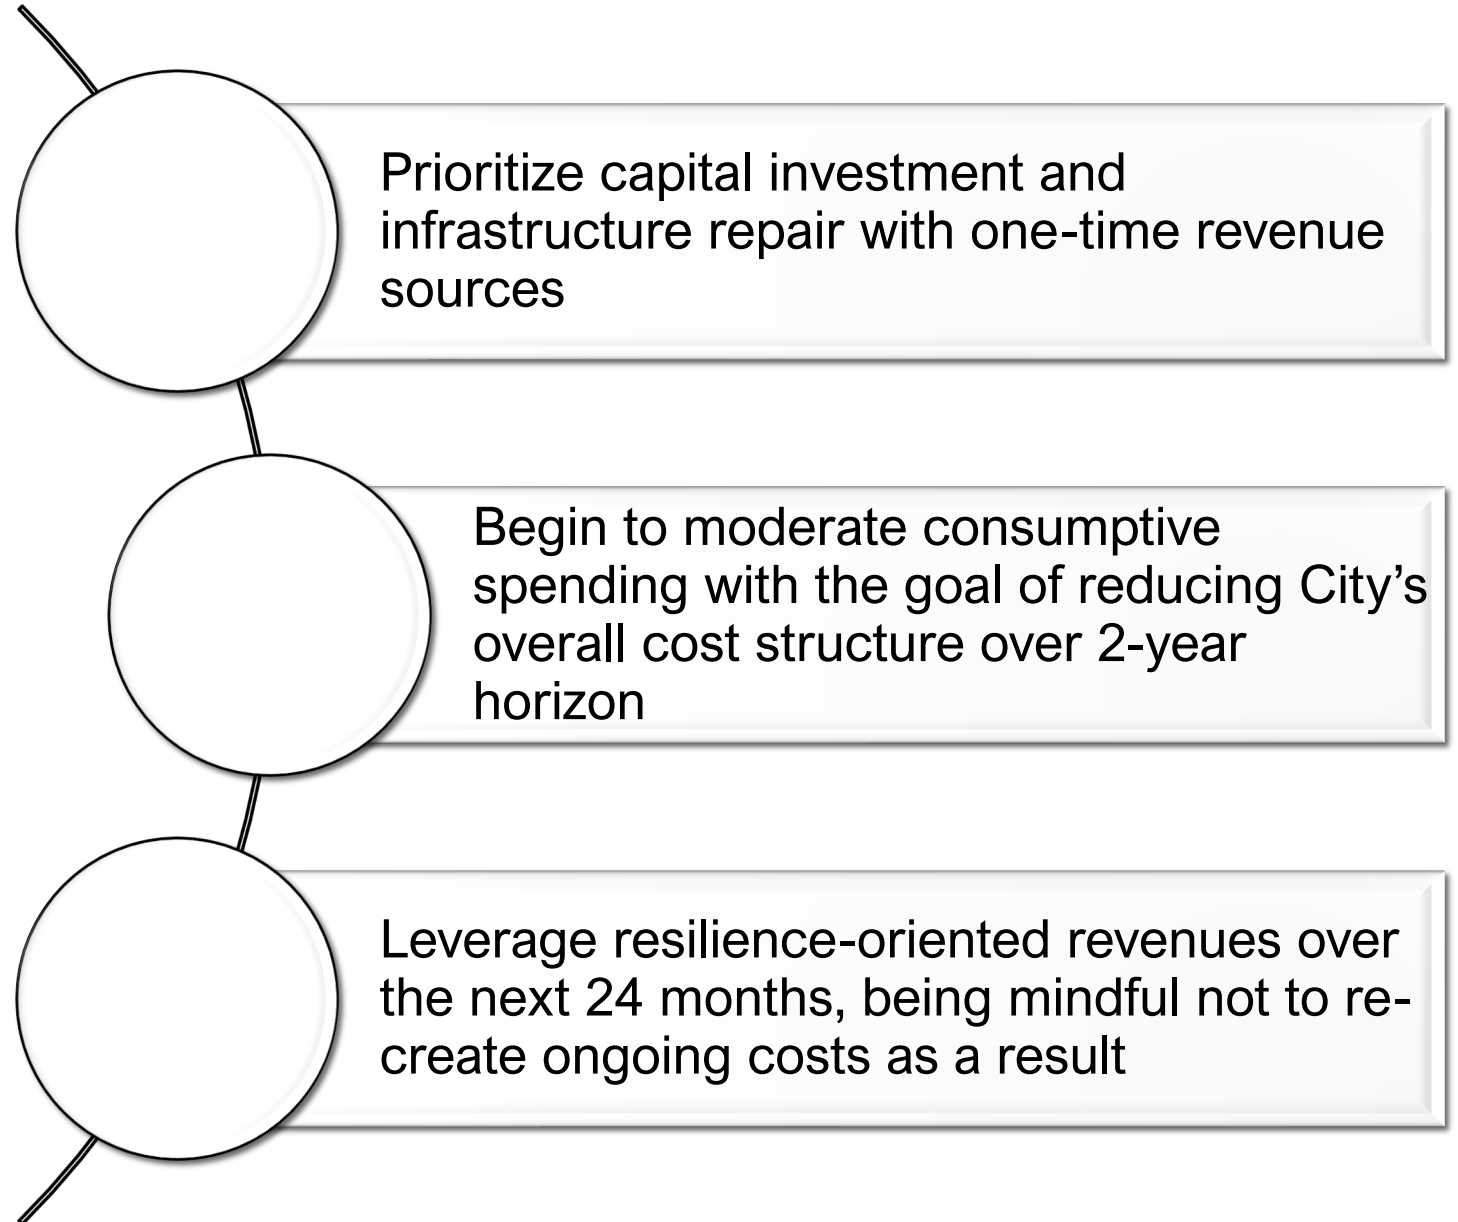 Prioritize capital investment and
infrastructure repair with one-time revenue
sources
Begin to moderate consumptive
spending with the goal of reducing City’s
overall cost structure over 2-year
horizon
Leverage resilience-oriented revenues over
the next 24 months, being mindful not to re-
create ongoing costs as a result